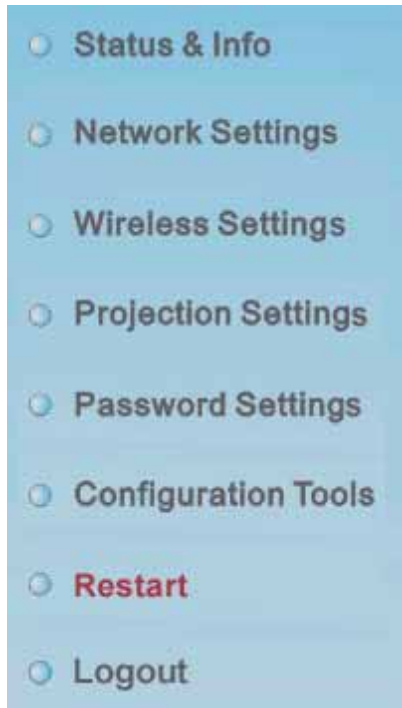 Status & Info
Network Settings
Wireless Settings
Projection Settings
Password Settings
Configuration Tools
Restart
Logout